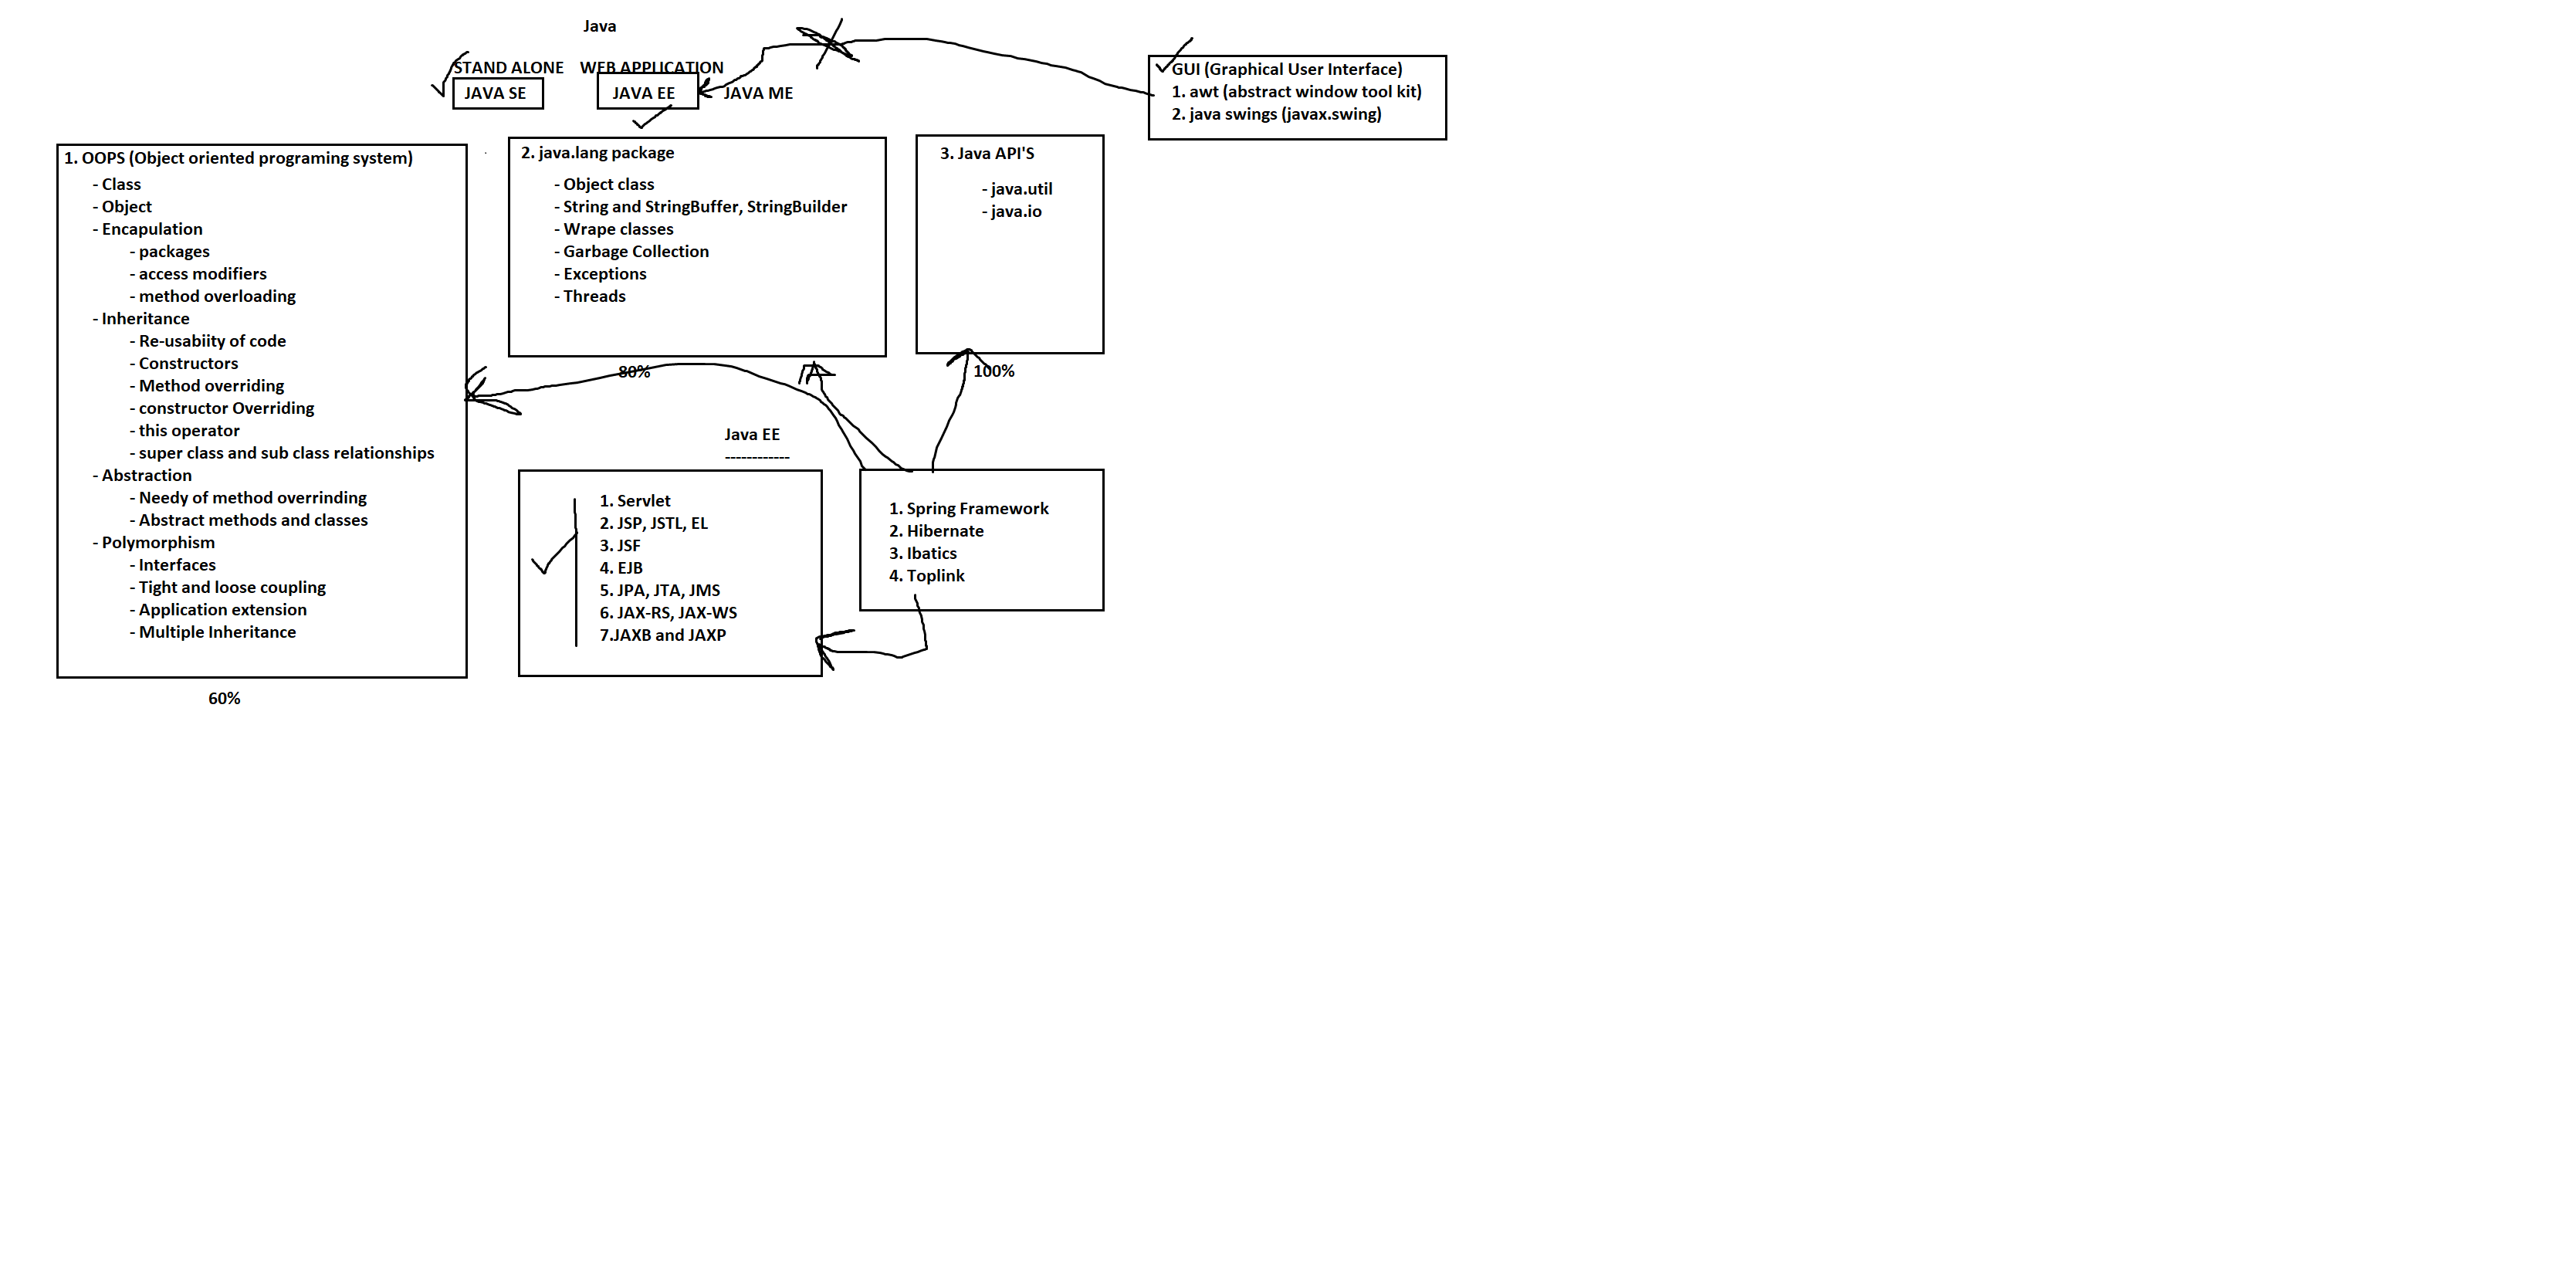 Java
STAND ALONE WEB APPLICATION
JAVA SE JAVA EE JAVA ME
GUI (Graphical User Interface)
1. awt (abstract window tool kit)
2. java swings (javax.swing)
1. OOPS (Object oriented programing system)
- Class
- Object
- Encapulation
- packages
- access modifiers
- method overloading
- Inheritance
- Re-usabiity of code
- Constructors
- Method overriding
- constructor Overriding
- this operator
- super class and sub class relationships
- Abstraction
- Needy of method overrinding
- Abstract methods and classes
- Polymorphism
- Interfaces
- Tight and loose coupling
- Application extension
- Multiple Inheritance
60%
2. java.lang package
- Object class
- String and StringBuffer, StringBuilder
- Wrape classes
- Garbage Collection
- Exceptions
- Threads
80%
3. Java API'S
- java.util
- java.io
100%
Java EE
------------
1. Servlet
2. JSP, JSTL, EL
3. JSF
4. EJB
5. JPA, JTA, JMS
6. JAX-RS, JAX-WS
7.JAXB and JAXP
1. Spring Framework
2. Hibernate
3. Ibatics
4. Toplink